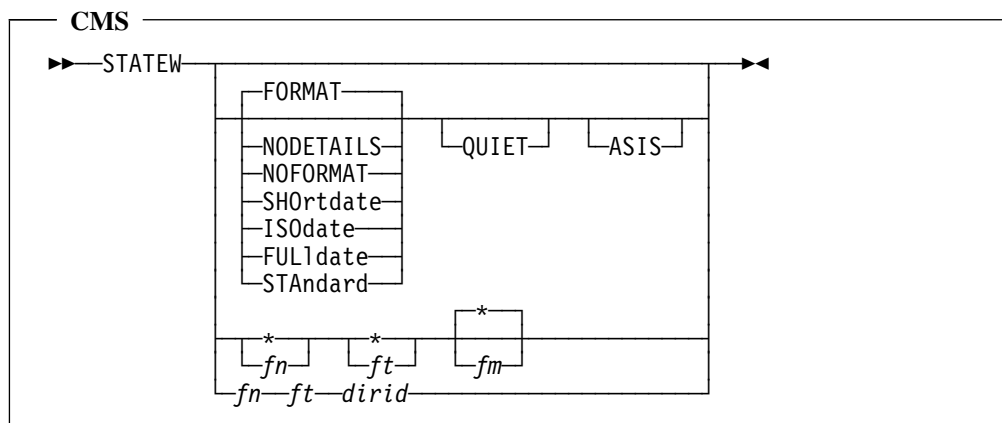 CMS
STATEW
FORMAT
NODETAILS QUIET ASIS
NOFORMAT
SHOrtdate
ISOdate
FULldate
STAndard
*
* *
fn ft fm
fn ft dirid